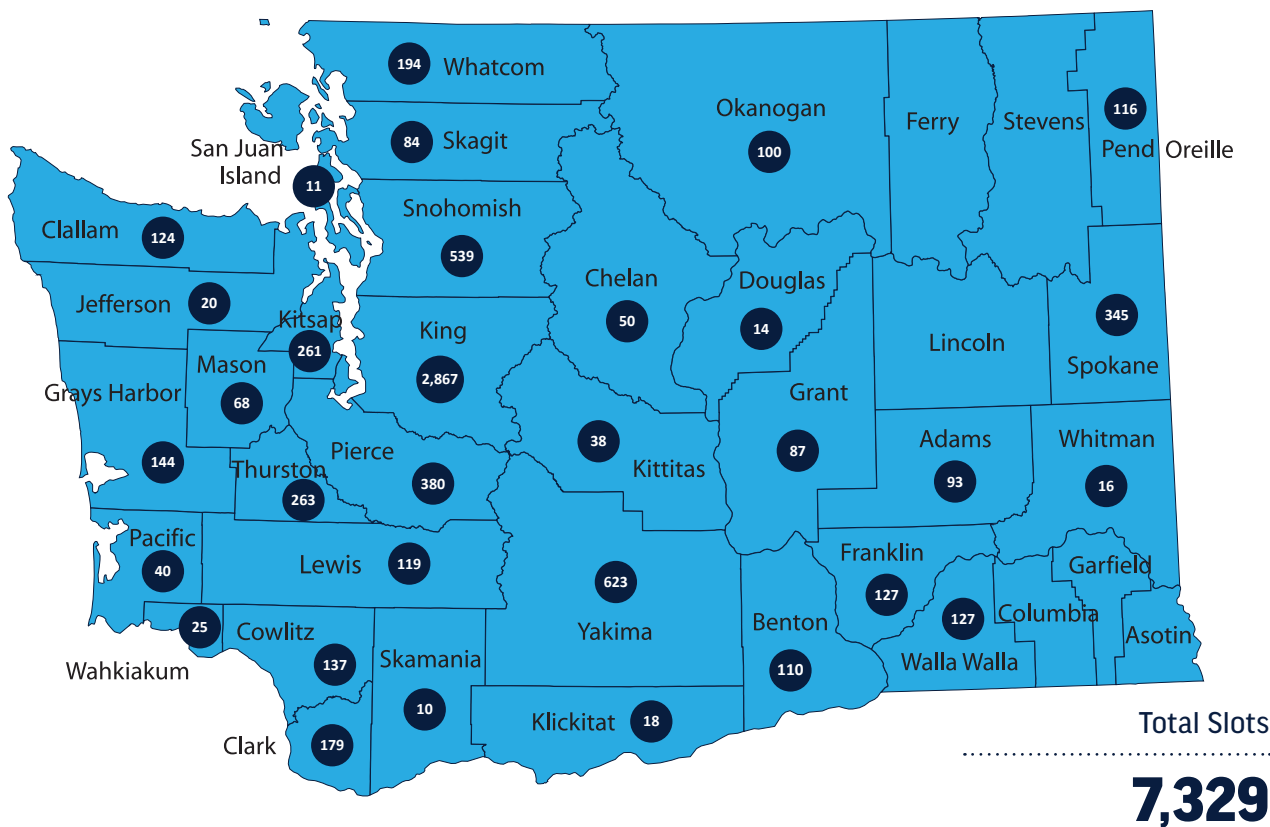 194 Whatcom
Okanogan
100
Ferry
Stevens
116
Pend Oreille
84 Skagit
San Juan
Island
11
Snohomish
539
Clallam 124
Jefferson 20
Kitsap
261
Chelan
50
Douglas
14
King
2,867
Lincoln
345
Spokane
Mason
68
Grays Harbor
144
Grant
87
Pierce
380
38
Kittitas
Adams
93
Whitman
16
Thurston
263
Pacific
40
Lewis 119
623
Yakima
Franklin
127
Garfield
127
Walla Walla
Columbia
Asotin
25
Wahkiakum
Cowlitz
137
Skamania
10
Benton
110
Klickitat 18
Clark 179
Total Slots
7,329